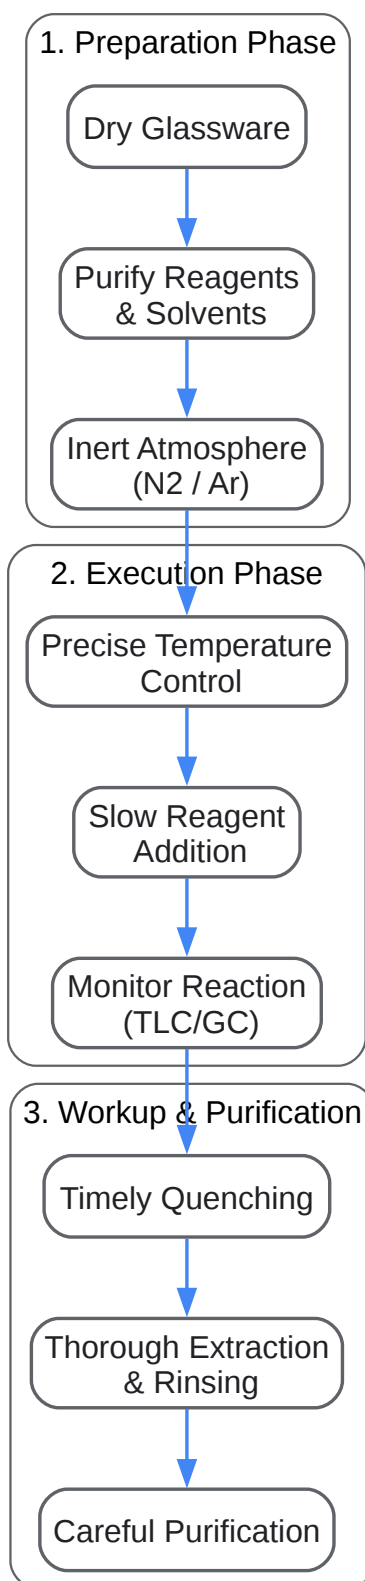 1. Preparation Phase
Dry Glassware
Purify Reagents
& Solvents
Inert Atmosphere
(N2 / Ar)
2. Execution Phase
Precise Temperature
Control
Slow Reagent
Addition
Monitor Reaction
(TLC/GC)
3. Workup & Purification
Timely Quenching
Thorough Extraction
& Rinsing
Careful Purification